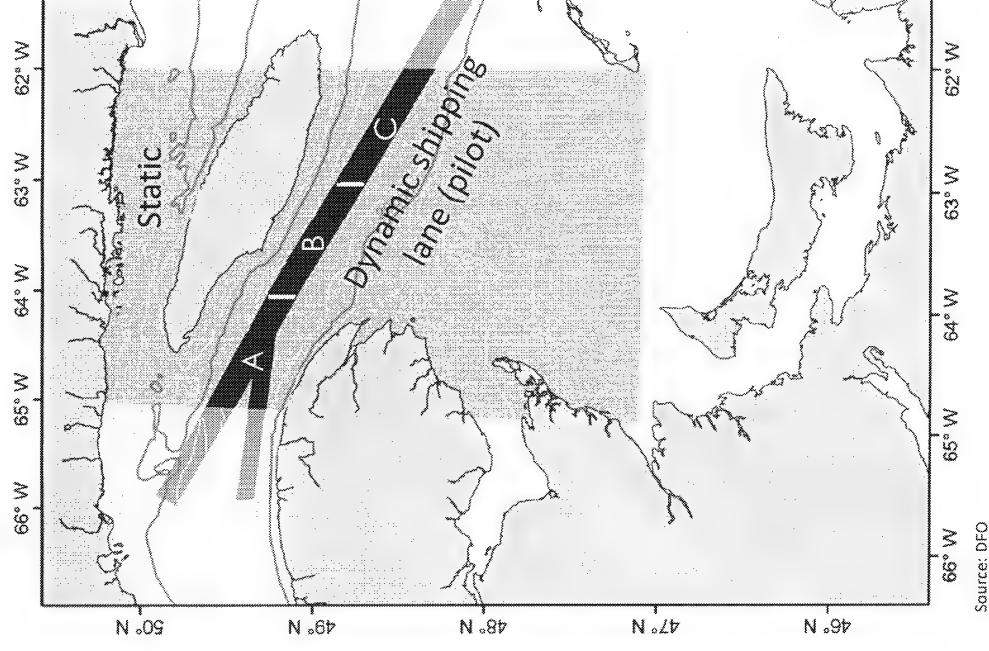 62° W
63° W
64° W
65° W
66° W
Static
A
B
C
Dynamic shipping
lane (pilot)
50° N
49° N
48° N
47° N
46° N
62° W
63° W
64° W
65° W
66° W
Source: DFO